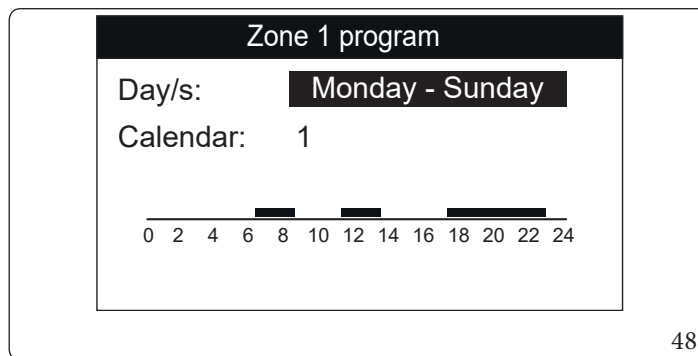 Zone 1 program
Day/s: Monday - Sunday
Calendar: 1
0 2 4 6 8 10 12 14 16 18 20 22 24
48